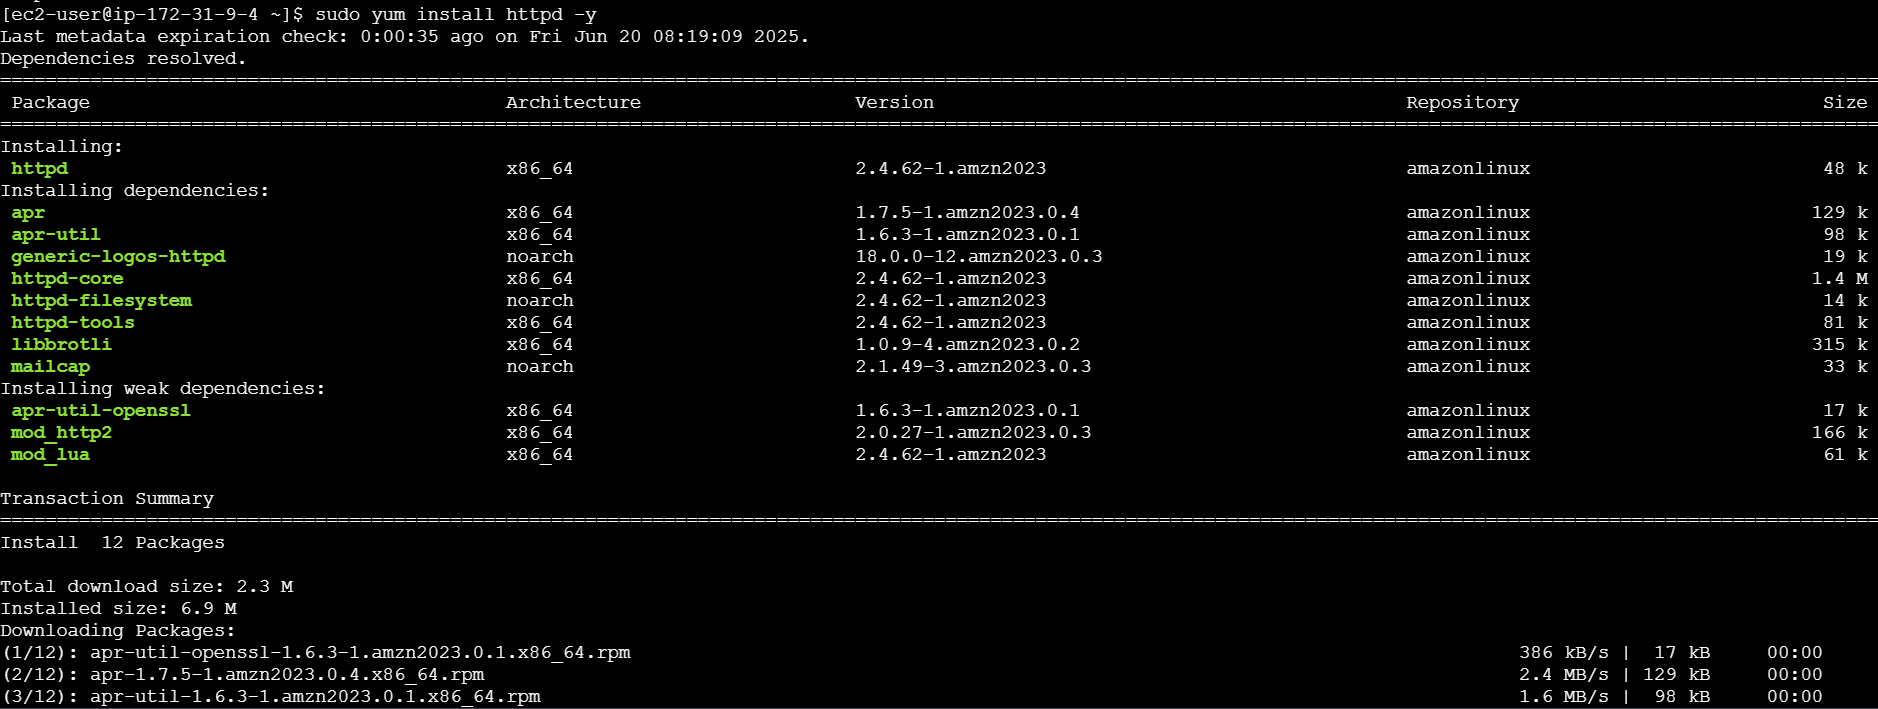 [ec2-user@ip-172-31-9-4 ~]$ sudo yum install httpd -y
Last metadata expiration check: 0:00:35 ago on Fri Jun 20 08:19:09 2025.
Dependencies resolved.
Package Architecture Version Repository Size
Installing:
httpd x86_64 2.4.62-1.amzn2023 amazonlinux 48 k
Installing dependencies:
apr x86_64 1.7.5-1.amzn2023.0.4 amazonlinux 129 k
apr-util x86_64 1.6.3-1.amzn2023.0.1 amazonlinux 98 k
generic-logos-httpd noarch 18.0.0-12.amzn2023.0.3 amazonlinux 19 k
httpd-core x86_64 2.4.62-1.amzn2023 amazonlinux 1.4 M
httpd-filesystem noarch 2.4.62-1.amzn2023 amazonlinux 14 k
httpd-tools x86_64 2.4.62-1.amzn2023 amazonlinux 81 k
libbrotli x86_64 1.0.9-4.amzn2023.0.2 amazonlinux 315 k
mailcap noarch 2.1.49-3.amzn2023.0.3 amazonlinux 33 k
Installing weak dependencies:
apr-util-openssl x86_64 1.6.3-1.amzn2023.0.1 amazonlinux 17 k
mod_http2 x86_64 2.0.27-1.amzn2023.0.3 amazonlinux 166 k
mod_lua x86_64 2.4.62-1.amzn2023 amazonlinux 61 k
Transaction Summary
Install 12 Packages
Total download size: 2.3 M
Installed size: 6.9 M
Downloading Packages:
(1/12): apr-util-openssl-1.6.3-1.amzn2023.0.1.x86_64.rpm 386 kB/s | 17 kB 00:00
(2/12): apr-1.7.5-1.amzn2023.0.4.x86_64.rpm 2.4 MB/s | 129 kB 00:00
(3/12): apr-util-1.6.3-1.amzn2023.0.1.x86_64.rpm 1.6 MB/s | 98 kB 00:00